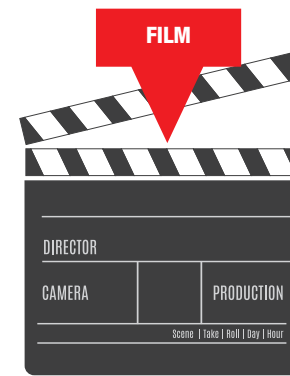 FILM
DIRECTOR
CAMERA
PRODUCTION
Scene | Take | Roll | Day | Hour